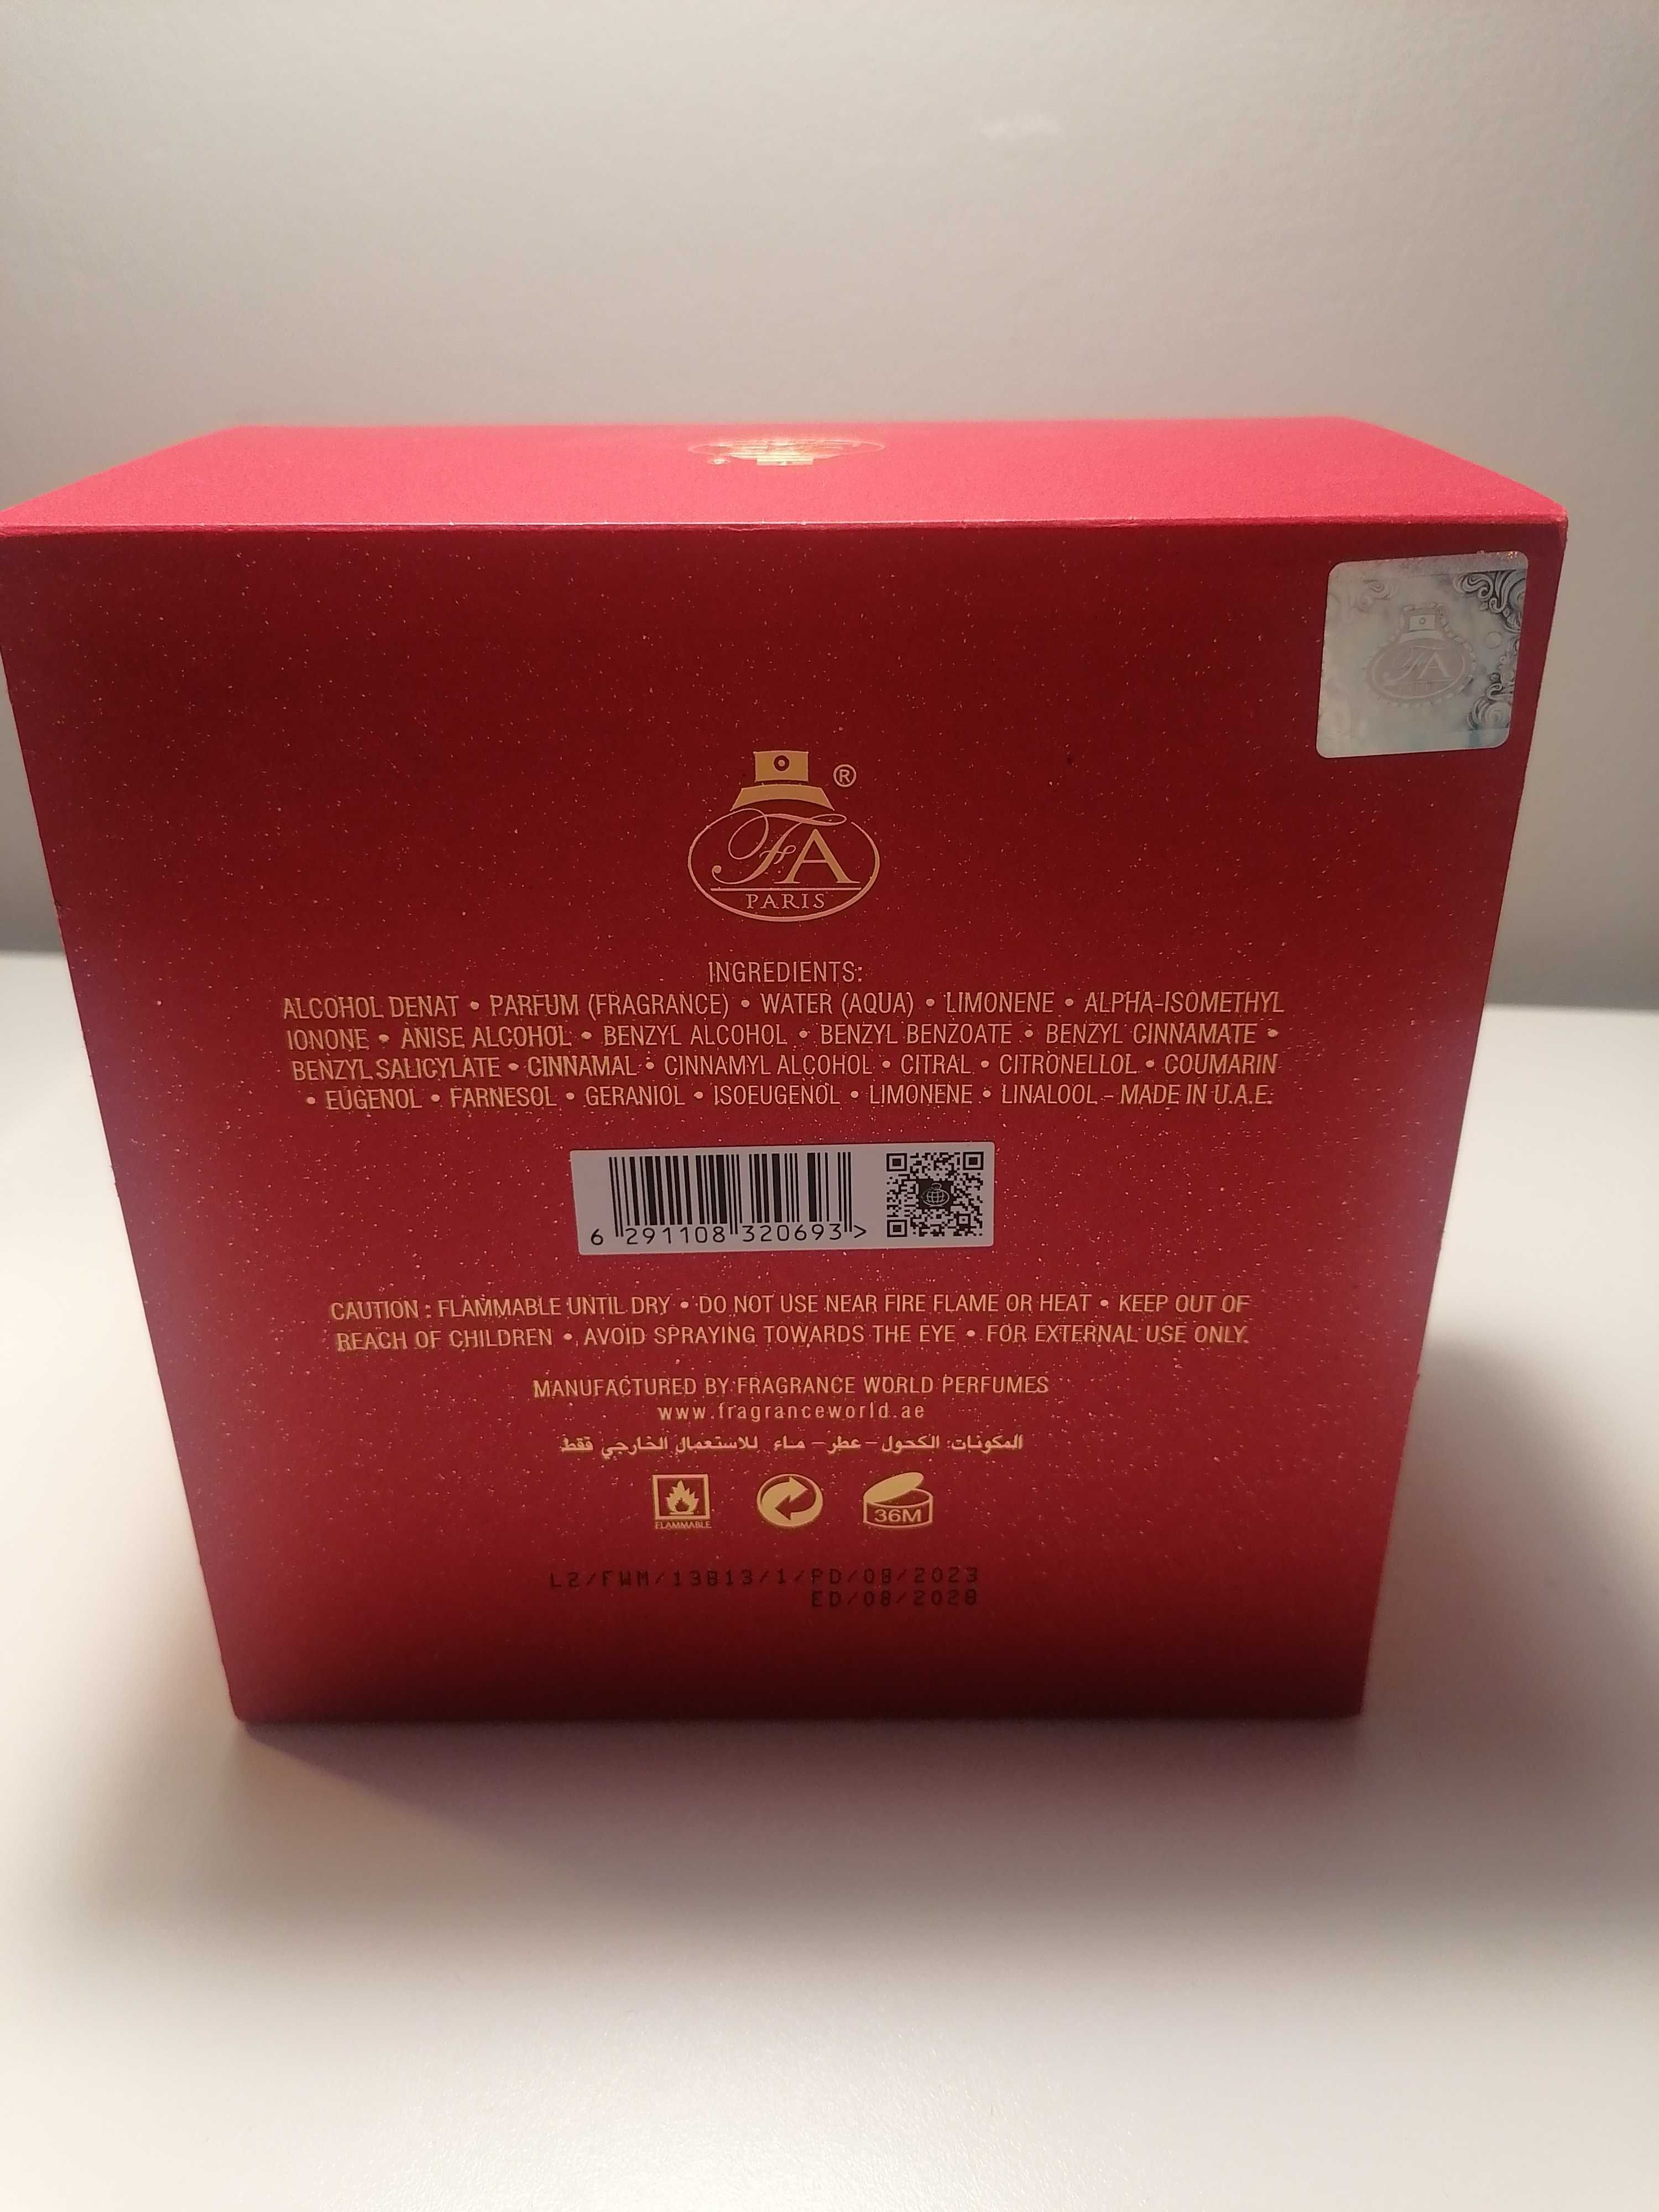 ®
FA
PARIS
FA
INGREDIENTS:
ALCOHOL DENAT • PARFUM (FRAGRANCE) • WATER (AQUA) • LIMONENE • ALPHA-ISOMETHYL
IONONE • ANISE ALCOHOL • BENZYL ALCOHOL • BENZYL BENZOATE • BENZYL CINNAMATE •
BENZYL SALICYLATE • CINNAMAL • CINNAMYL ALCOHOL • CITRAL • CITRONELLOL • COUMARIN
• EUGENOL • FARNESOL • GERANIOL • ISOEUGENOL • LIMONENE • LINALOOL - MADE IN U.A.E.
6 291108 320693 >
CAUTION : FLAMMABLE UNTIL DRY • DO NOT USE NEAR FIRE FLAME OR HEAT • KEEP OUT OF
REACH OF CHILDREN • AVOID SPRAYING TOWARDS THE EYE • FOR EXTERNAL USE ONLY.
MANUFACTURED BY FRAGRANCE WORLD PERFUMES
www.fragranceworld.ae
المكونات: الكحول - عطر - ماء للاستعمال الخارجي فقط
FLAMMABLE
36M
L2/FWM/13813/1/PD/08/2023
ED/08/2028